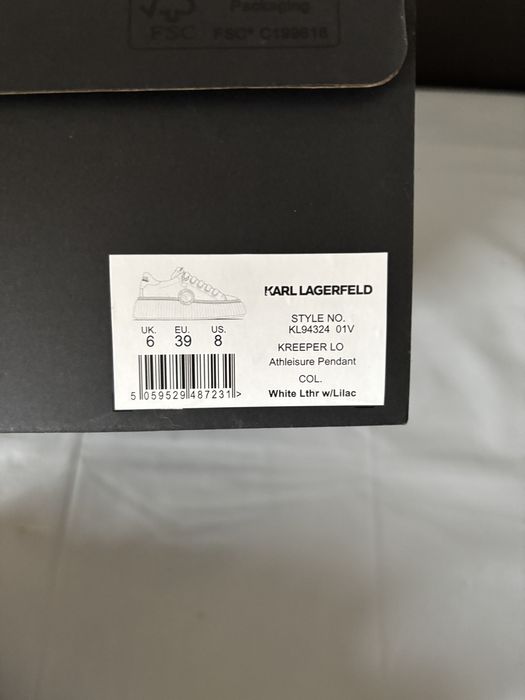 Packaging
FSC
FSC® C199616
KARL LAGERFELD
STYLE NO.
KL94324 01V
KREEPER LO
Athleisure Pendant
COL.
White Lthr w/Lilac
UK. EU. US.
6 39 8
5 059529 487231 >